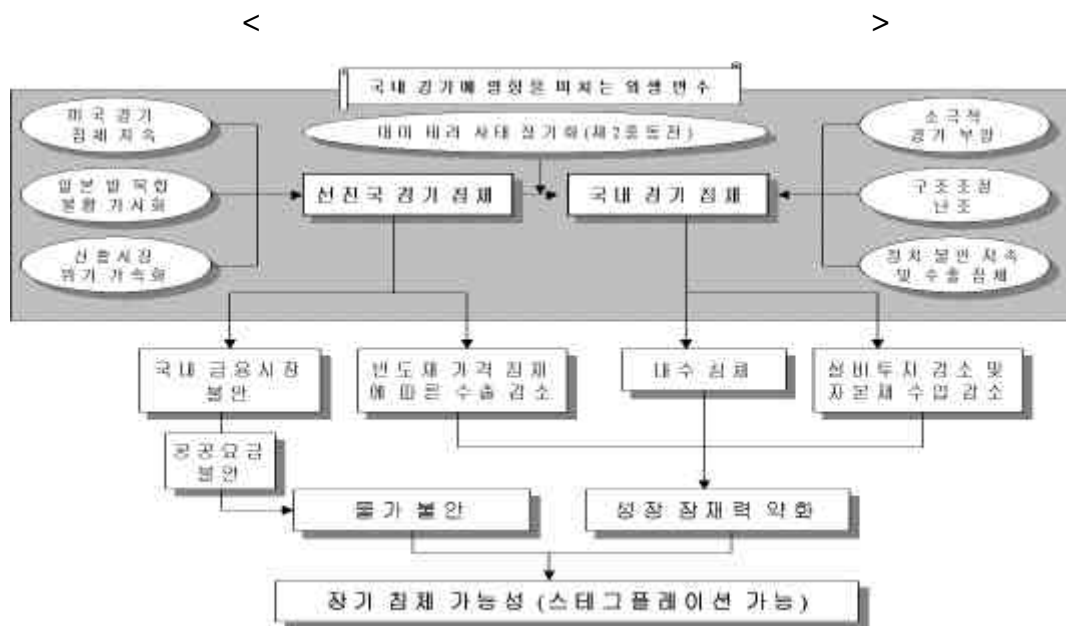 < >
국내 경기에 영향을 미치는 외생 변수
미국 경기
침체 지속
일본 발 복합
불황 가시화
신흥시장
위기 가속화
대미 테러 사태 장기화(제2중동전)
선진국 경기 침체
국내 경기 침체
소극적
경기 부양
구조조정
난조
정치 불안 지속
및 수출 침체
국내 금융시장
불안
반도체 가격 침체
에 따른 수출 감소
내수 침체
설비투자 감소 및
자본재 수입 감소
공공요금
불안
물가 불안
성장 잠재력 약화
장기 침체 가능성 (스테그플레이션 가능)